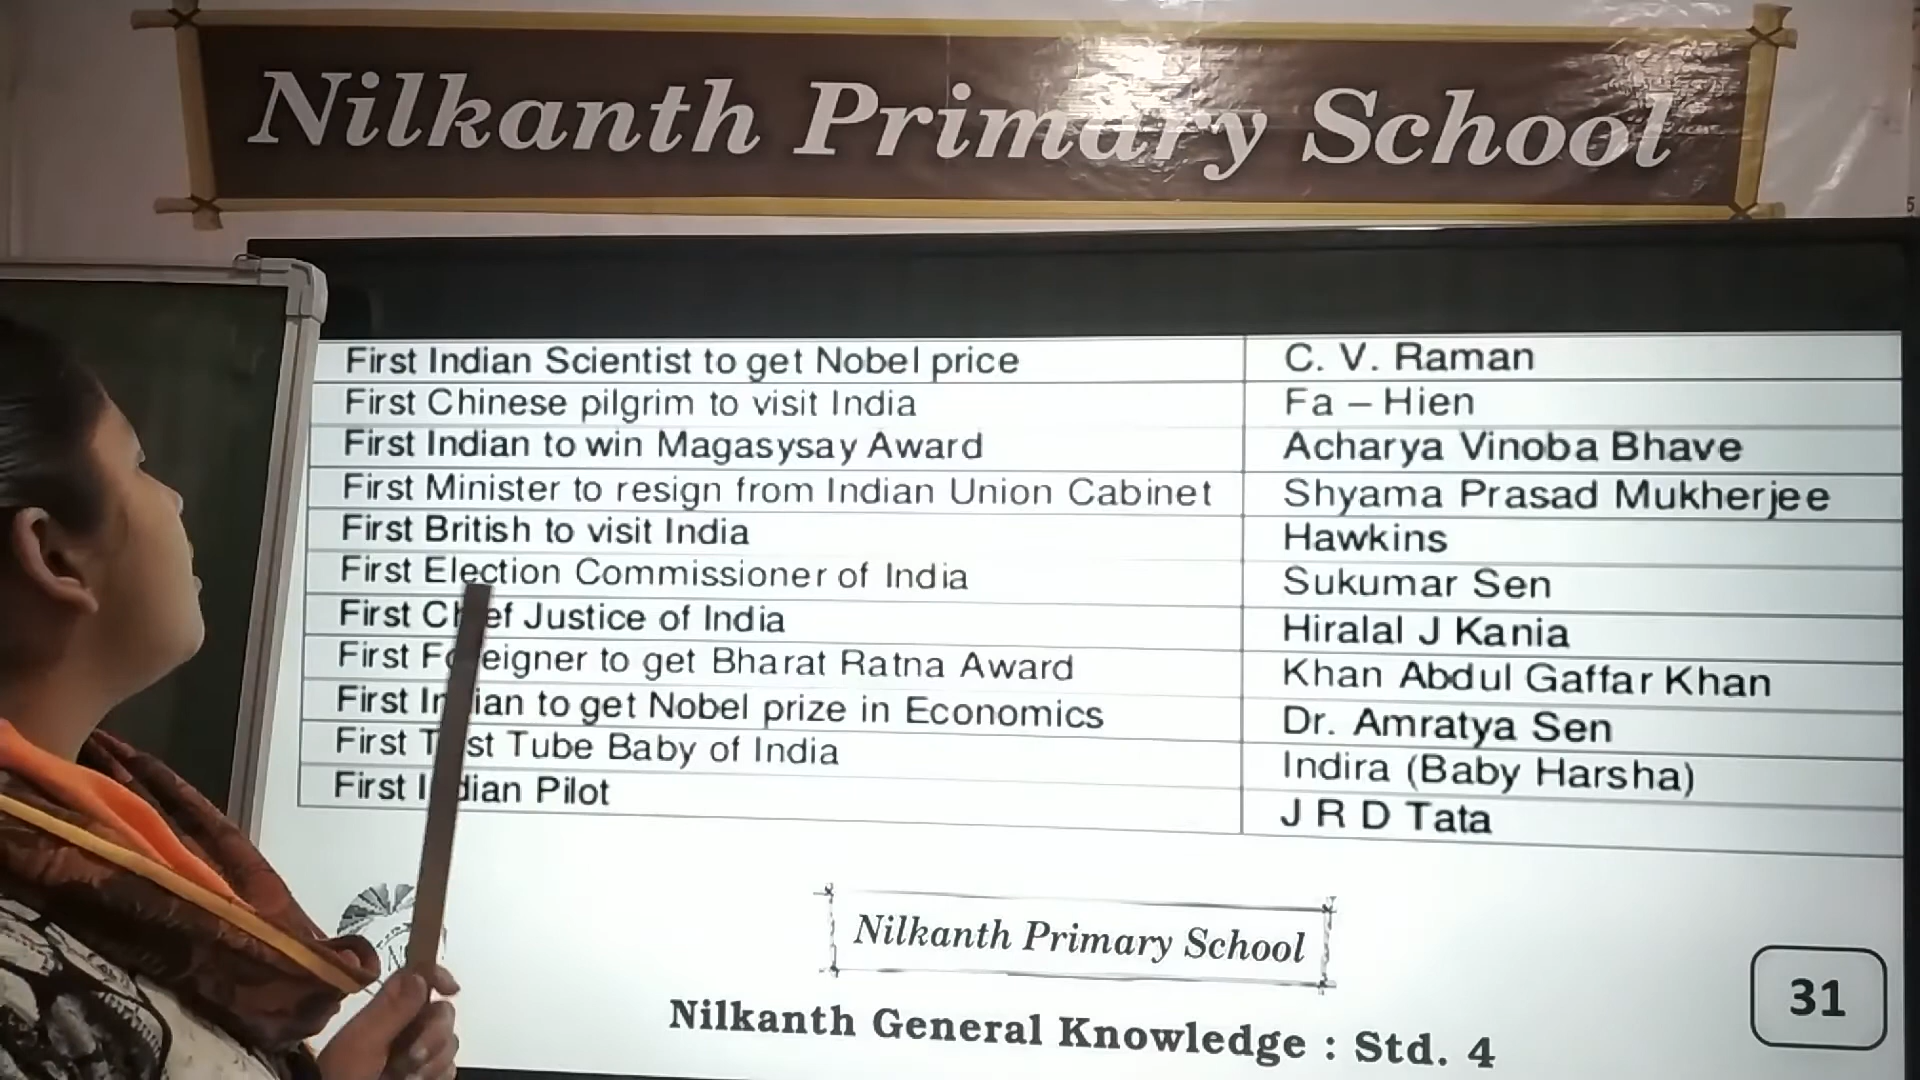 Nilkanth Primary School
First Indian Scientist to get Nobel price C. V. Raman
First Chinese pilgrim to visit India Fa – Hien
First Indian to win Magasysay Award Acharya Vinoba Bhave
First Minister to resign from Indian Union Cabinet Shyama Prasad Mukherjee
First British to visit India Hawkins
First Election Commissioner of India Sukumar Sen
First Chief Justice of India Hiralal J Kania
First Foreigner to get Bharat Ratna Award Khan Abdul Gaffar Khan
First Indian to get Nobel prize in Economics Dr. Amratya Sen
First Test Tube Baby of India Indira (Baby Harsha)
First Indian Pilot J R D Tata
Nilkanth Primary School
Nilkanth General Knowledge : Std. 4
31